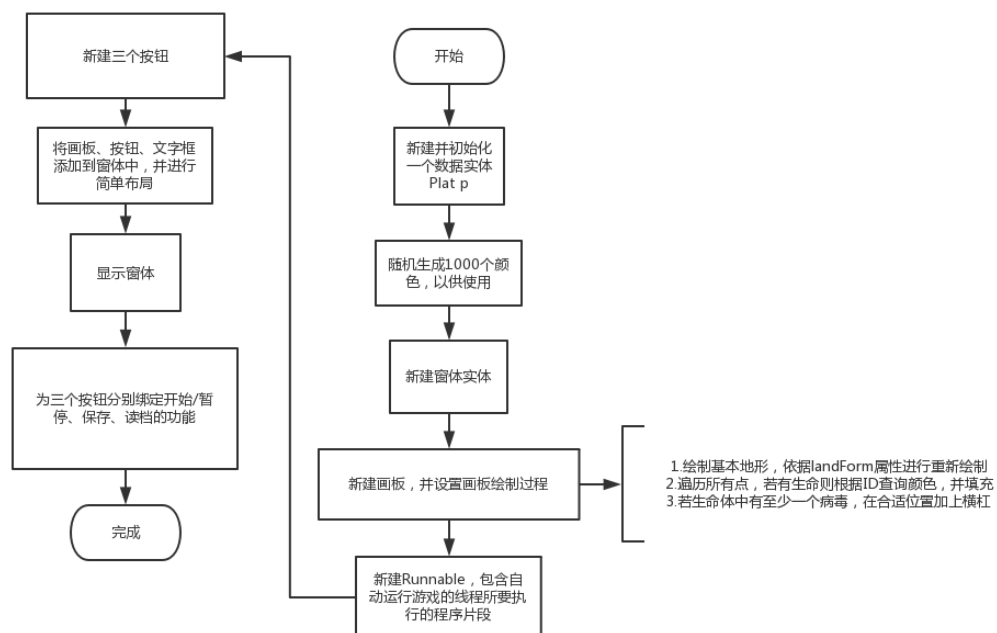 开始
新建并初始化
一个数据实体
Plat p
随机生成1000个颜
色，以供使用
新建窗体实体
新建画板，并设置画板绘制过程
1.绘制基本地形，依据landForm属性进行重新绘制
2.遍历所有点，若有生命则根据ID查询颜色，并填充
3.若生命体中有至少一个病毒，在合适位置加上横杠
新建Runnable，包含自
动运行游戏的线程所要执
行的程序片段
新建三个按钮
将画板、按钮、文字框
添加到窗体中，并进行
简单布局
显示窗体
为三个按钮分别绑定开始/暂
停、保存、读档的功能
完成